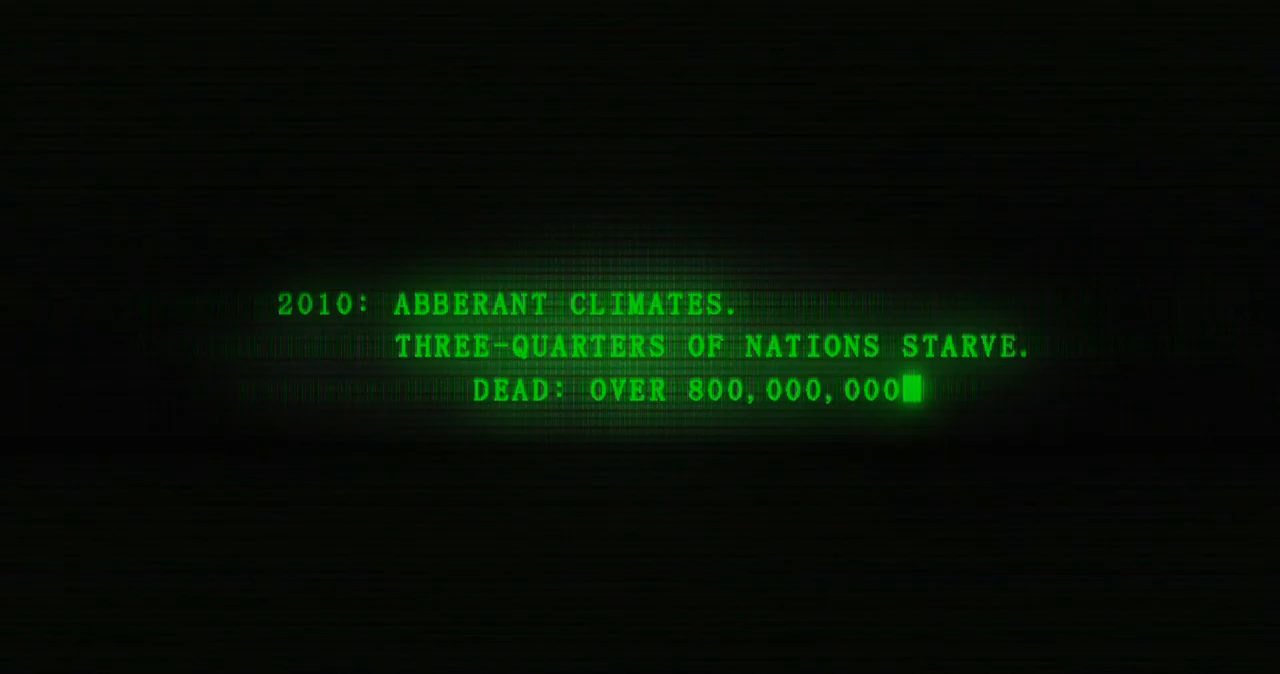 2010: ABBERANT CLIMATES.
THREE-QUARTERS OF NATIONS STARVE.
DEAD: OVER 800,000,000